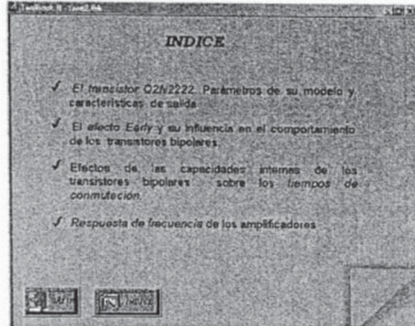 INDICE
✓ El transistor Q2N2222. Parámetros de su modelo y
características de salida
✓ El efecto Early y su influencia en el comportamiento
de los transistores bipolares.
✓ Efectos de las capacidades internas de los
transistores bipolares sobre los tiempos de
conmutación.
✓ Respuesta de frecuencia de los amplificadores